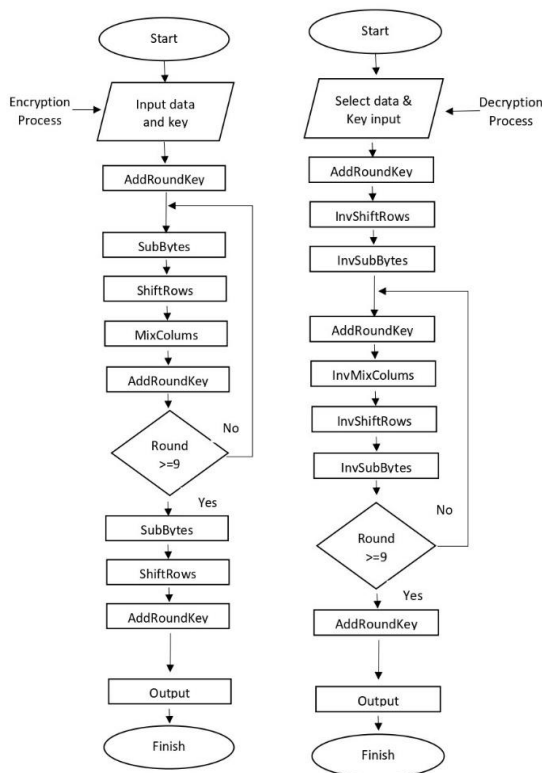 Start
Encryption
Process
Input data
and key
AddRoundKey
SubBytes
ShiftRows
MixColums
AddRoundKey
No
Round
>=9
Yes
SubBytes
ShiftRows
AddRoundKey
Output
Finish
Start
Select data &
Key input
Decryption
Process
AddRoundKey
InvShiftRows
InvSubBytes
AddRoundKey
InvMixColums
InvShiftRows
InvSubBytes
No
Round
>=9
Yes
AddRoundKey
Output
Finish